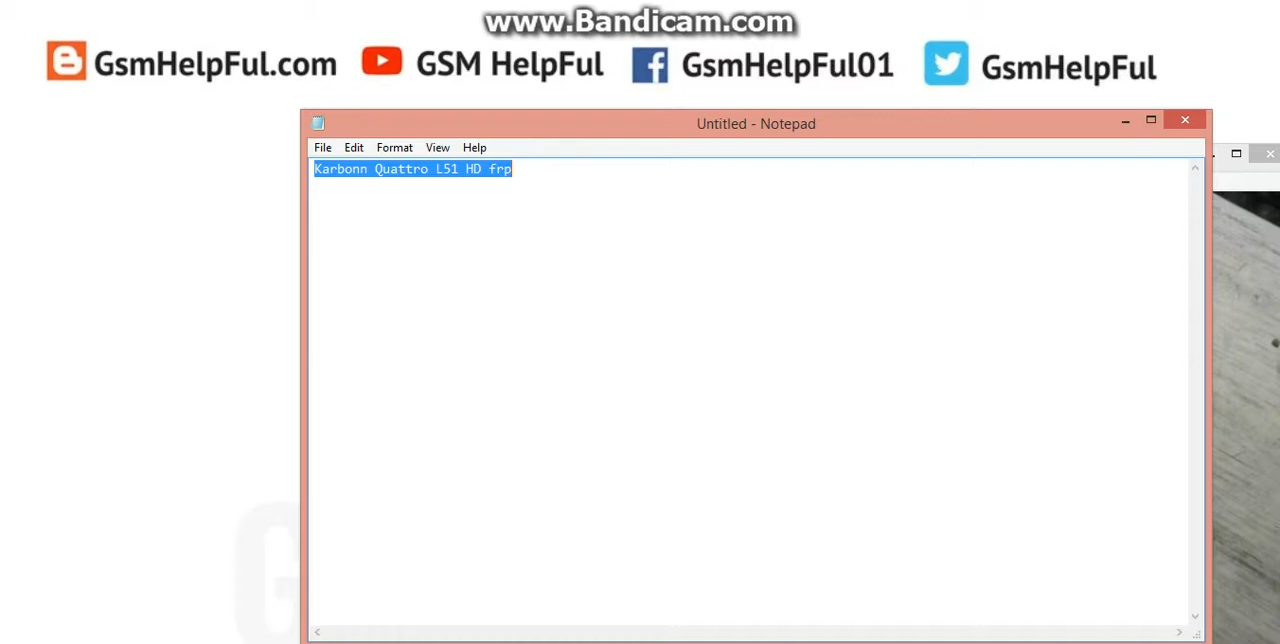 www.Bandicam.com
GsmHelpFul.com GSM HelpFul GsmHelpFul01 GsmHelpFul
Untitled - Notepad
File Edit Format View Help
Karbonn Quattro L51 HD frp
G